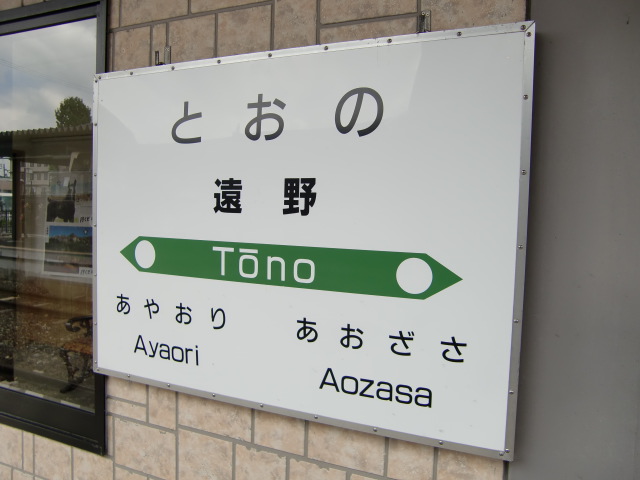 とおの
遠野
Tōno
あやおり
Ayaori
あおざさ
Aozasa